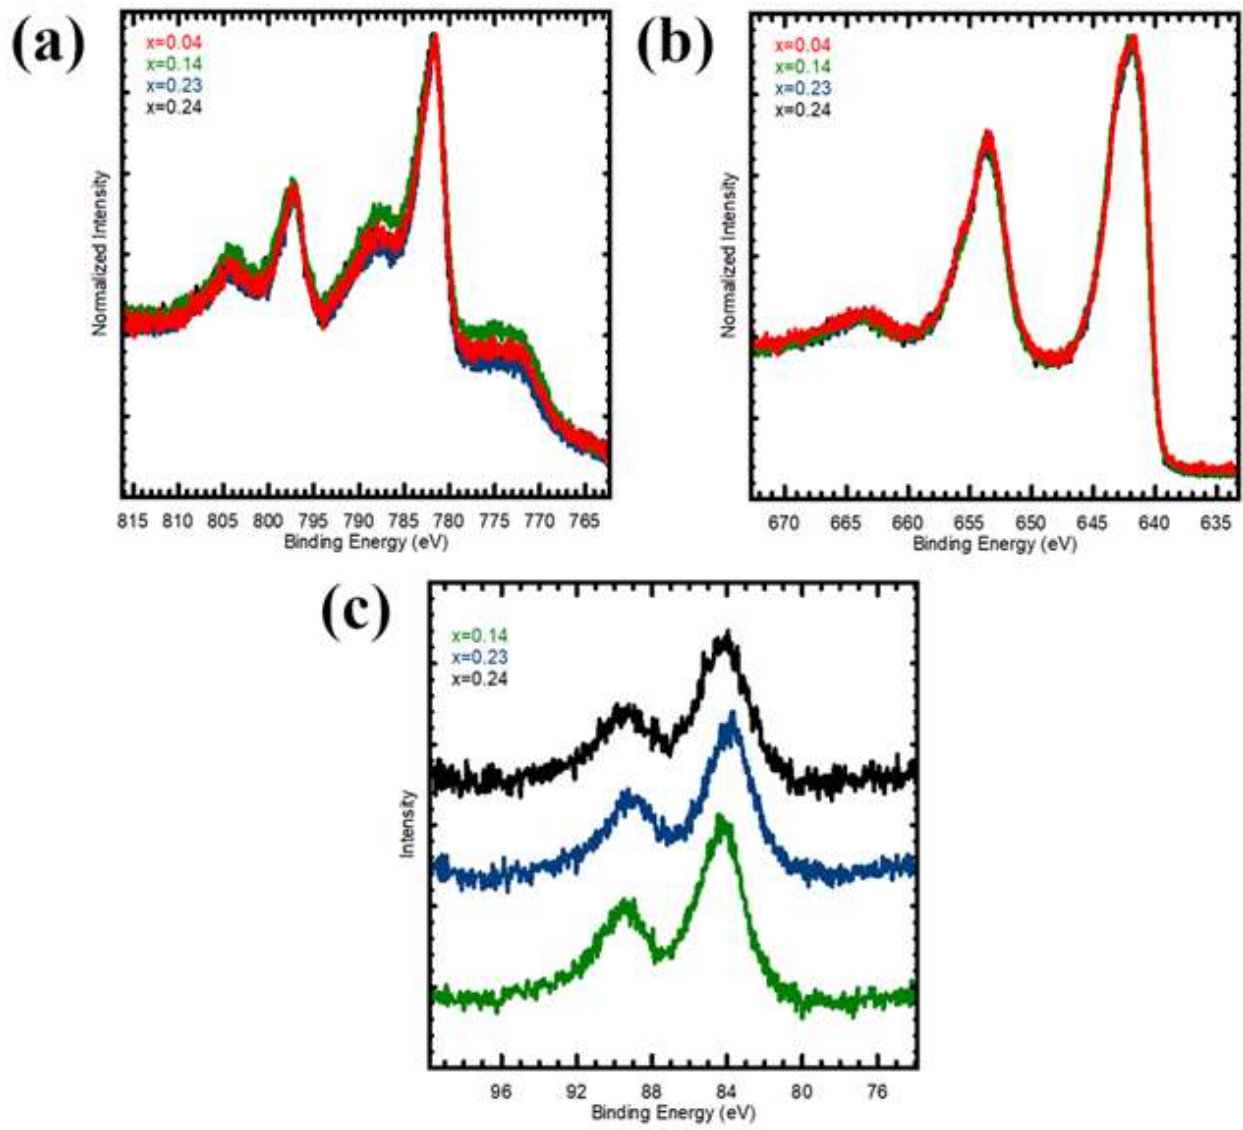 (a)
x=0.04
x=0.14
x=0.23
x=0.24
Normalized Intensity
815 810 805 800 795 790 785 780 775 770 765
Binding Energy (eV)
(b)
x=0.04
x=0.14
x=0.23
x=0.24
Normalized Intensity
670 665 660 655 650 645 640 635
Binding Energy (eV)
(c)
x=0.14
x=0.23
x=0.24
Intensity
96 92 88 84 80 76
Binding Energy (eV)